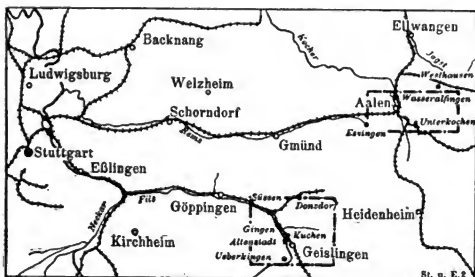 Ellwangen
Backnang
Kocher
Jagst
Westhausen
Ludwigsburg
Welzheim
Wasseralfingen
Aalen
Schorndorf
Unterkochen
Rems
Essingen
Gmünd
Stuttgart
Eßlingen
Fils
Göppingen
Süssen
Donzdorf
Neckar
Gingen
Heidenheim
Kirchheim
Altenstadt
Kuchen
Geislingen
Ueberkingen
St. u. E.2